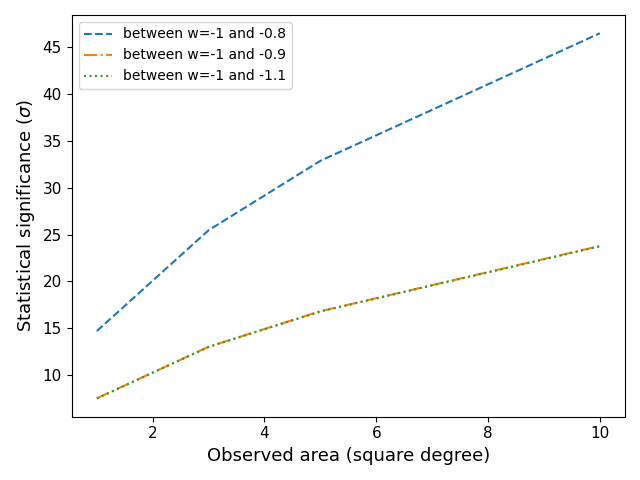 between w=-1 and -0.8
between w=-1 and -0.9
between w=-1 and -1.1
Statistical significance (σ)
45
40
35
30
25
20
15
10
2 4 6 8 10
Observed area (square degree)